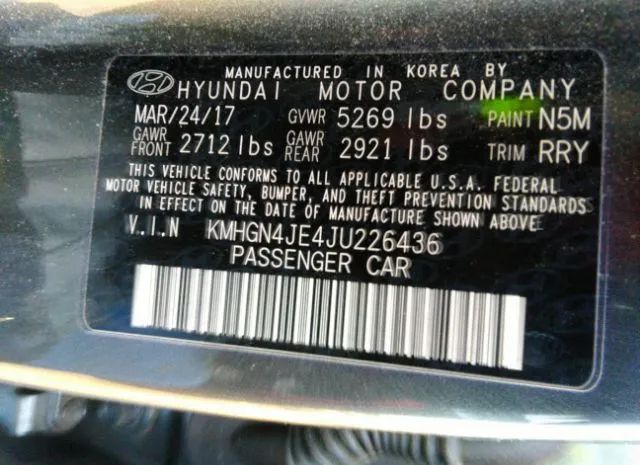 MANUFACTURED IN KOREA BY
HYUNDAI MOTOR COMPANY
MAR/24/17 GVWR 5269 lbs PAINT N5M
GAWR FRONT 2712 lbs GAWR REAR 2921 lbs TRIM RRY
THIS VEHICLE CONFORMS TO ALL APPLICABLE U.S.A. FEDERAL
MOTOR VEHICLE SAFETY, BUMPER, AND THEFT PREVENTION STANDARDS
IN EFFECT ON THE DATE OF MANUFACTURE SHOWN ABOVE
V.I.N KMHGN4JE4JU226436
PASSENGER CAR